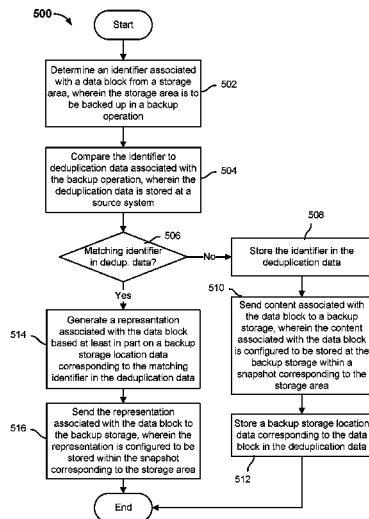 500
Start
Determine an identifier associated
with a data block from a storage
area, wherein the storage area is to
be backed up in a backup
operation
502
Compare the identifier to
deduplication data associated with
the backup operation, wherein the
deduplication data is stored at a
source system
504
506
Matching identifier
in dedup. data?
No
Yes
508
Store the identifier in the
deduplication data
510
Send content associated with
the data block to a backup
storage, wherein the content
associated with the data block
is configured to be stored at the
backup storage within a
snapshot corresponding to the
storage area
Store a backup storage location
data corresponding to the data
block in the deduplication data
512
514
Generate a representation
associated with the data block
based at least in part on a backup
storage location data
corresponding to the matching
identifier in the deduplication data
516
Send the representation
associated with the data block to
the backup storage, wherein the
representation is configured to be
stored within the snapshot
corresponding to the storage area
End